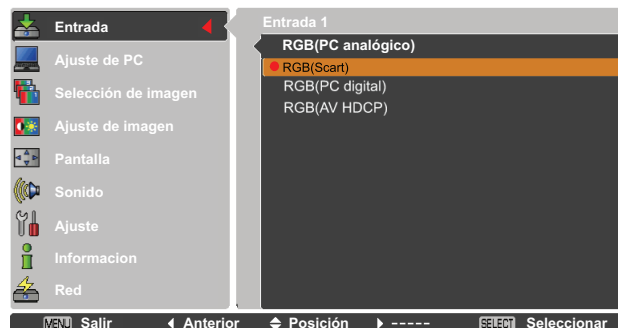 Entrada
Ajuste de PC
Selección de imagen
Ajuste de imagen
Pantalla
Sonido
Ajuste
Informacion
Red
Entrada 1
RGB(PC analógico)
RGB(Scart)
RGB(PC digital)
RGB(AV HDCP)
MENU Salir Anterior Posición ----- SELECT Seleccionar